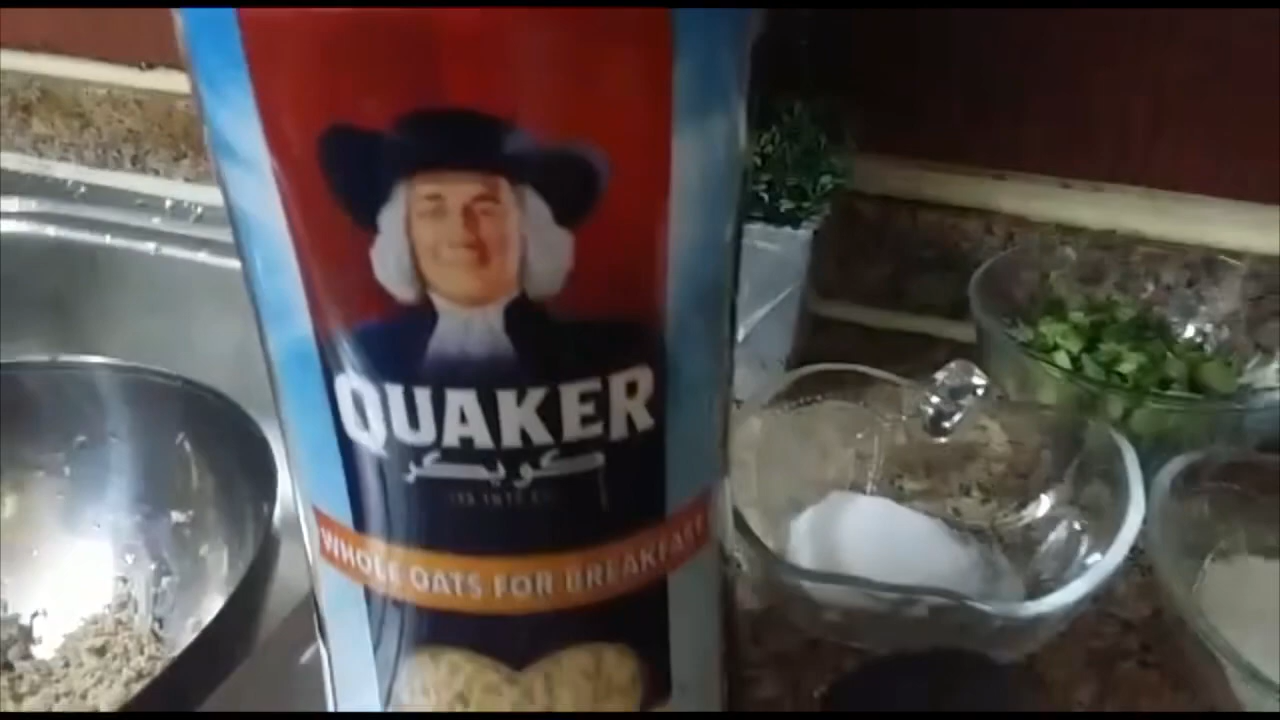 QUAKER
كويكر
WHOLE OATS FOR BREAKFAST